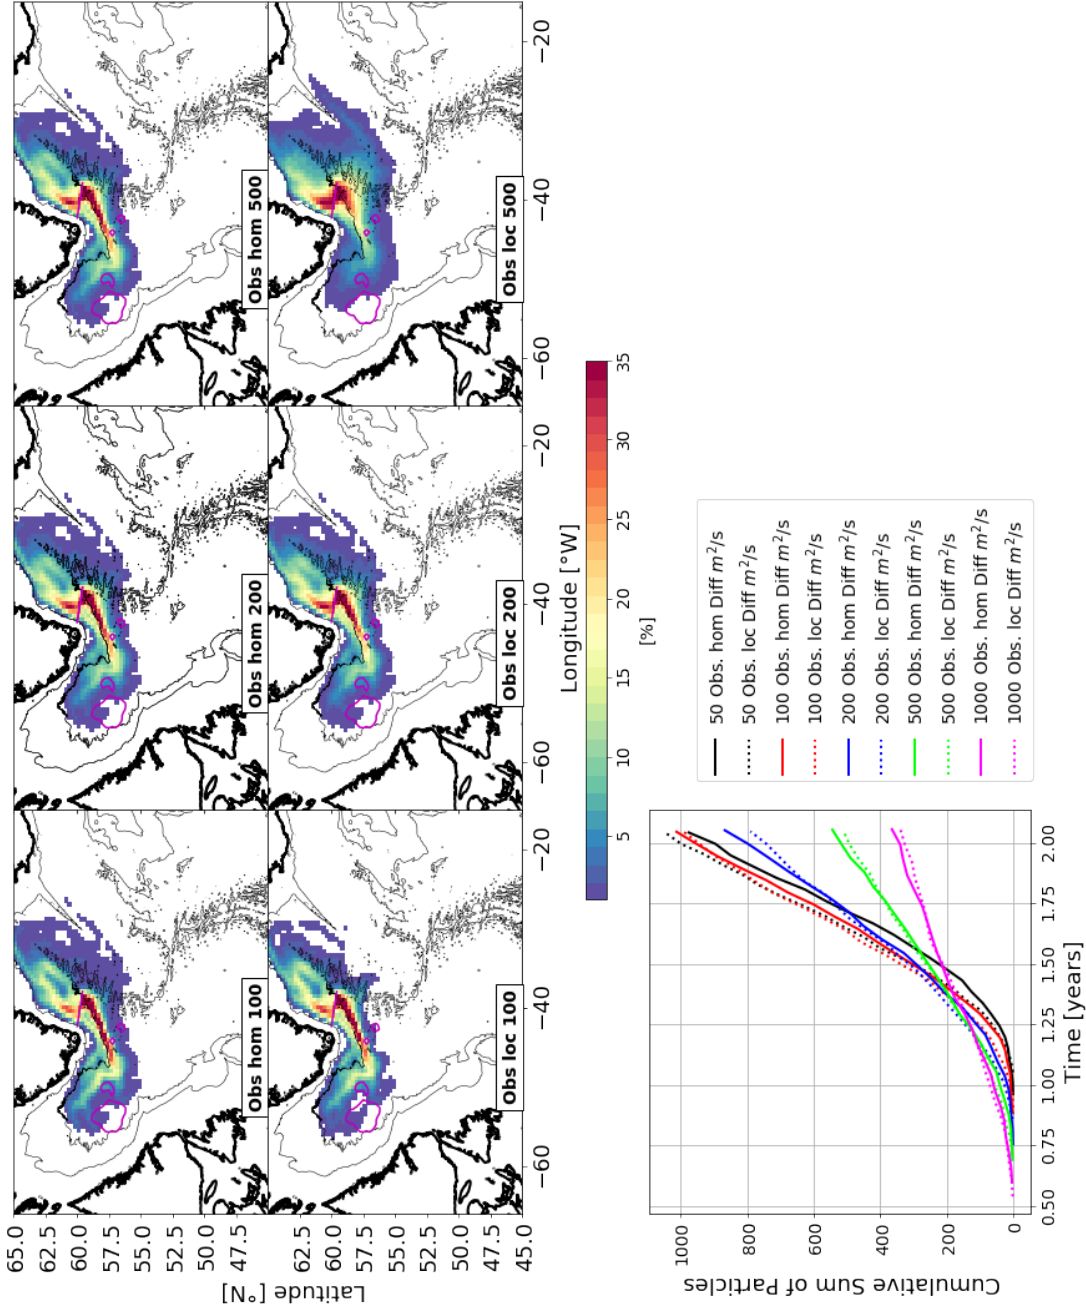 65.0
62.5
60.0
57.5
55.0
52.5
50.0
47.5
Obs hom 100
Obs hom 200
Obs hom 500
Latitude [°N]
65.0
62.5
60.0
57.5
55.0
52.5
50.0
47.5
45.0
Obs loc 100
Obs loc 200
Obs loc 500
−60 −40 −20 −60 −40 −20 −60 −40 −20
Longitude [°W]
5 10 15 20 25 30 35
[%]
Cumulative Sum of Particles
1000
800
600
400
200
0
0.50 0.75 1.00 1.25 1.50 1.75 2.00
Time [years]
50 Obs. hom Diff m²/s
50 Obs. loc Diff m²/s
100 Obs. hom Diff m²/s
100 Obs. loc Diff m²/s
200 Obs. hom Diff m²/s
200 Obs. loc Diff m²/s
500 Obs. hom Diff m²/s
500 Obs. loc Diff m²/s
1000 Obs. hom Diff m²/s
1000 Obs. loc Diff m²/s